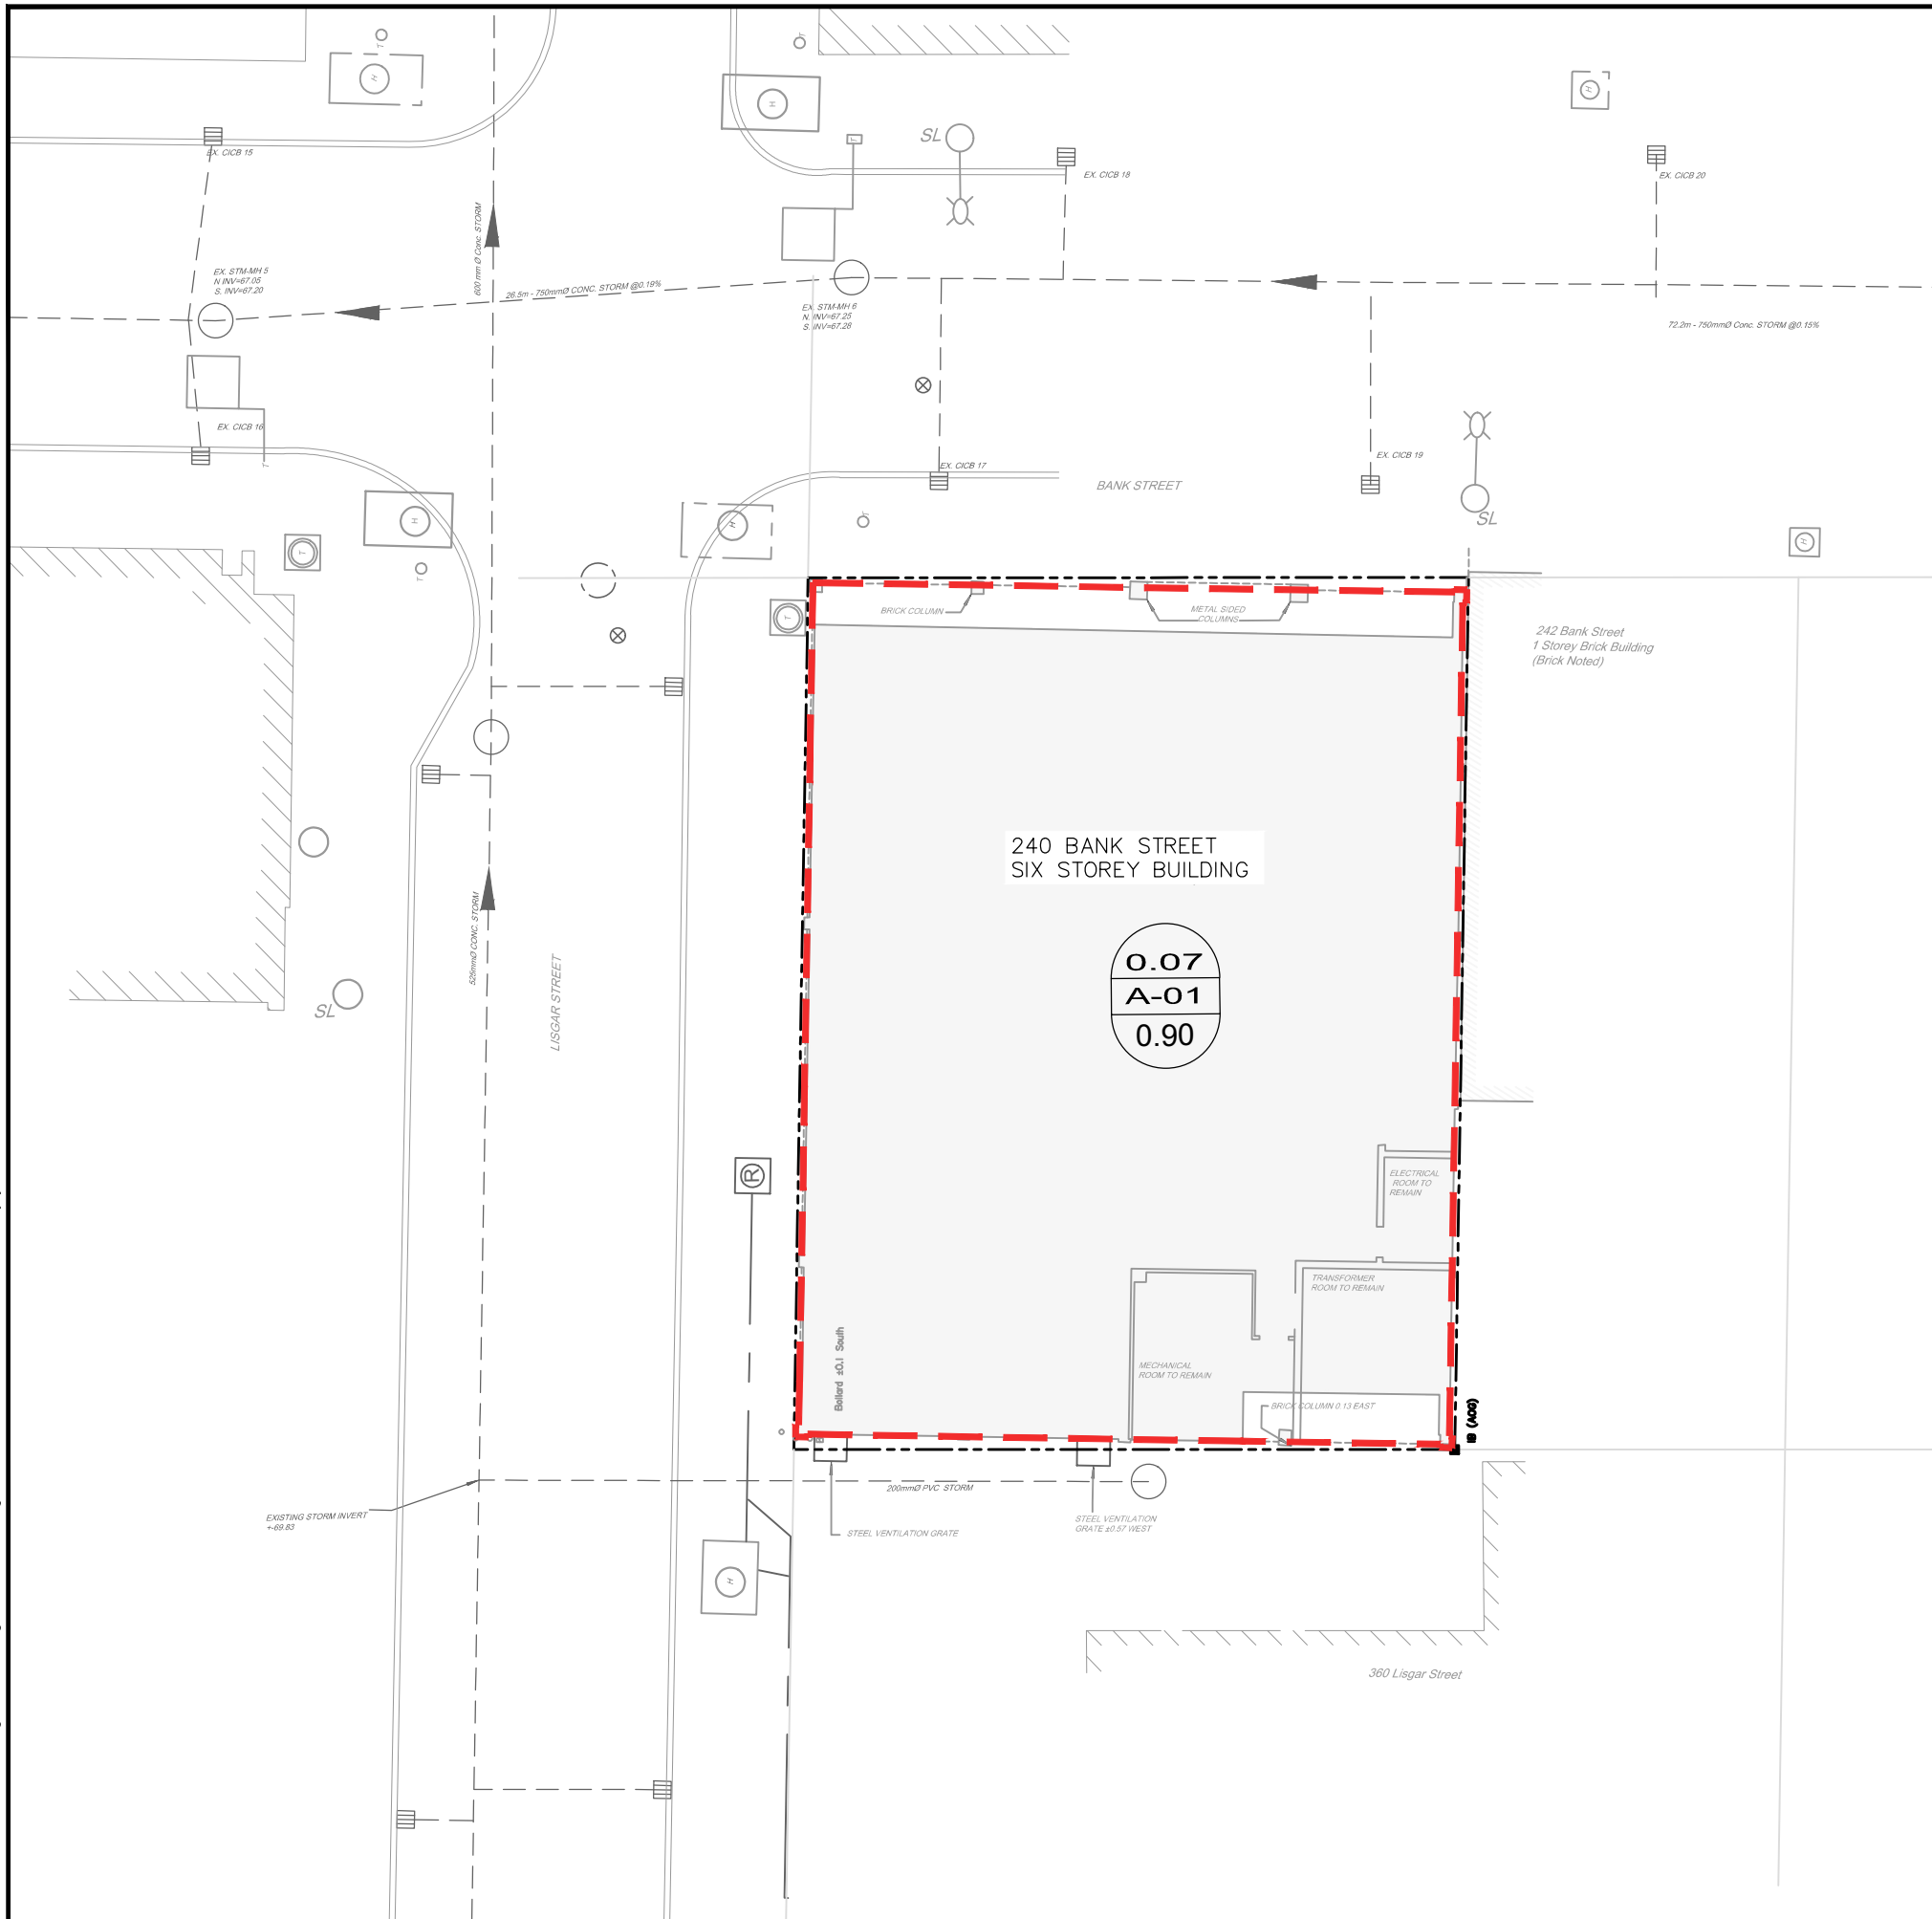 T
H
T
H
H
EX. CICB 15
T
SL
EX. CICB 18
EX. CICB 20
600 mm Ø Conc. STORM
EX. STM-MH 5
N INV=67.05
S. INV=67.20
26.5m - 750mmØ CONC. STORM @0.19%
EX. STM-MH 6
N. INV=67.25
S. INV=67.28
72.2m - 750mmØ Conc. STORM @0.15%
EX. CICB 16
T
EX. CICB 17
EX. CICB 19
BANK STREET
SL
H
H
T
H
T
T
T
BRICK COLUMN
METAL SIDED
COLUMNS
242 Bank Street
1 Storey Brick Building
(Brick Noted)
240 BANK STREET
SIX STOREY BUILDING
525mmØ CONC. STORM
LISGAR STREET
SL
0.07
A-01
0.90
R
ELECTRICAL
ROOM TO
REMAIN
TRANSFORMER
ROOM TO REMAIN
MECHANICAL
ROOM TO REMAIN
Bollard ±0.1 South
BRICK COLUMN 0.13 EAST
IB (AOG)
200mmØ PVC STORM
EXISTING STORM INVERT
+-69.83
STEEL VENTILATION GRATE
STEEL VENTILATION
GRATE ±0.57 WEST
H
360 Lisgar Street